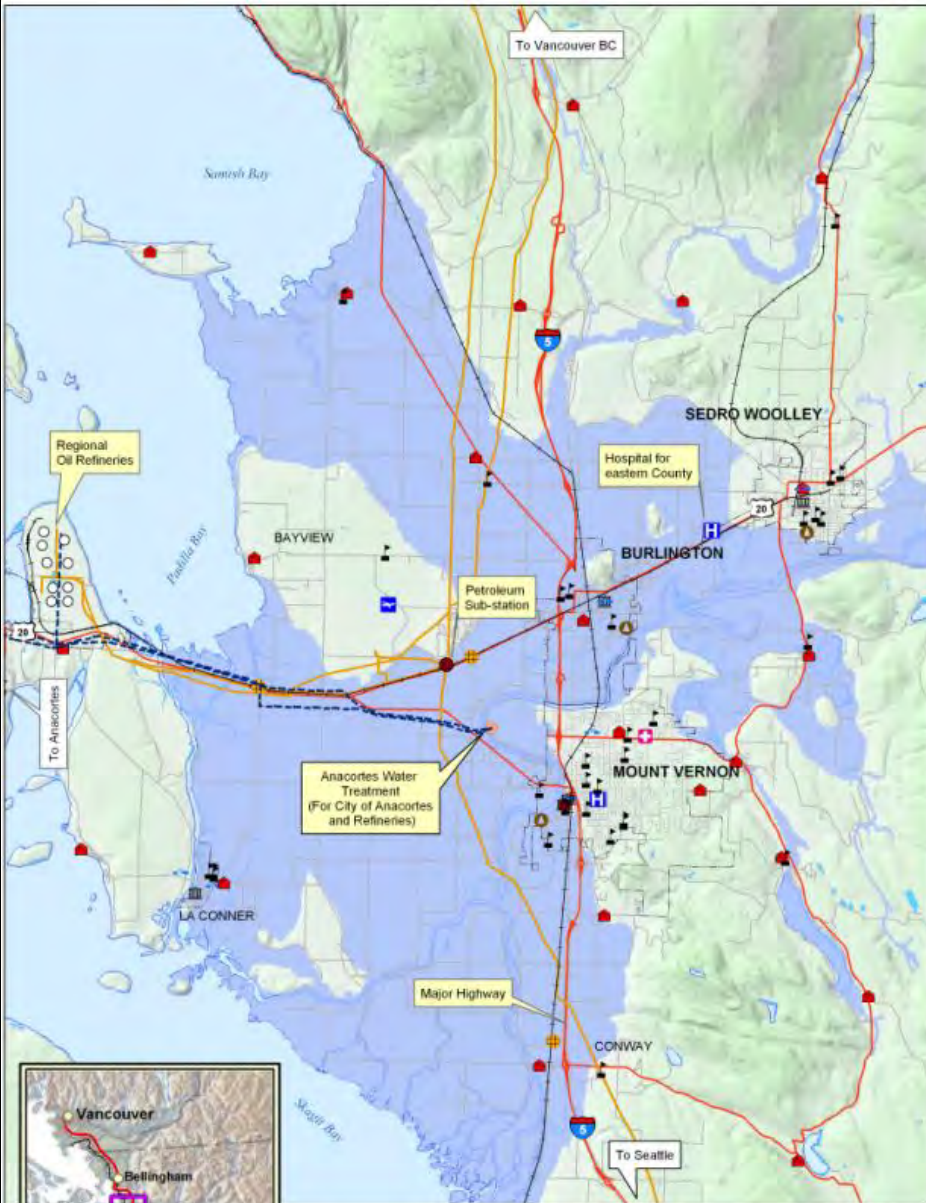 To Vancouver BC
Samish Bay
5
SEDRO WOOLLEY
Regional
Oil Refineries
Hospital for
eastern County
20
H
BURLINGTON
Padilla Bay
BAYVIEW
Petroleum
Sub-station
20
To Anacortes
Anacortes Water
Treatment
(For City of Anacortes
and Refineries)
MOUNT VERNON
H
LA CONNER
Major Highway
CONWAY
Skagit Bay
5
To Seattle
Vancouver
Bellingham